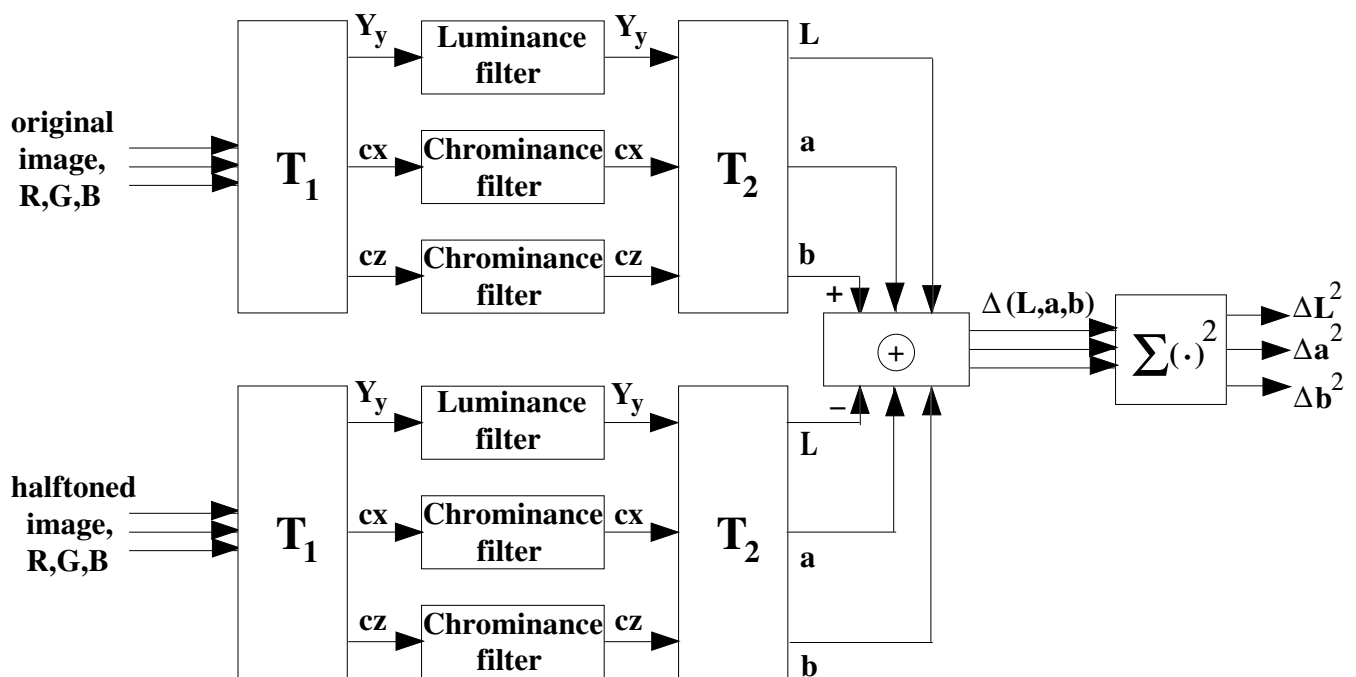 original
image,
R,G,B
T1
Yy
Luminance
filter
Yy
cx
Chrominance
filter
cx
cz
Chrominance
filter
cz
T2
L
a
b
+
+
−
Δ(L,a,b)
∑(·)²
ΔL²
Δa²
Δb²
halftoned
image,
R,G,B
T1
Yy
Luminance
filter
Yy
cx
Chrominance
filter
cx
cz
Chrominance
filter
cz
T2
L
a
b